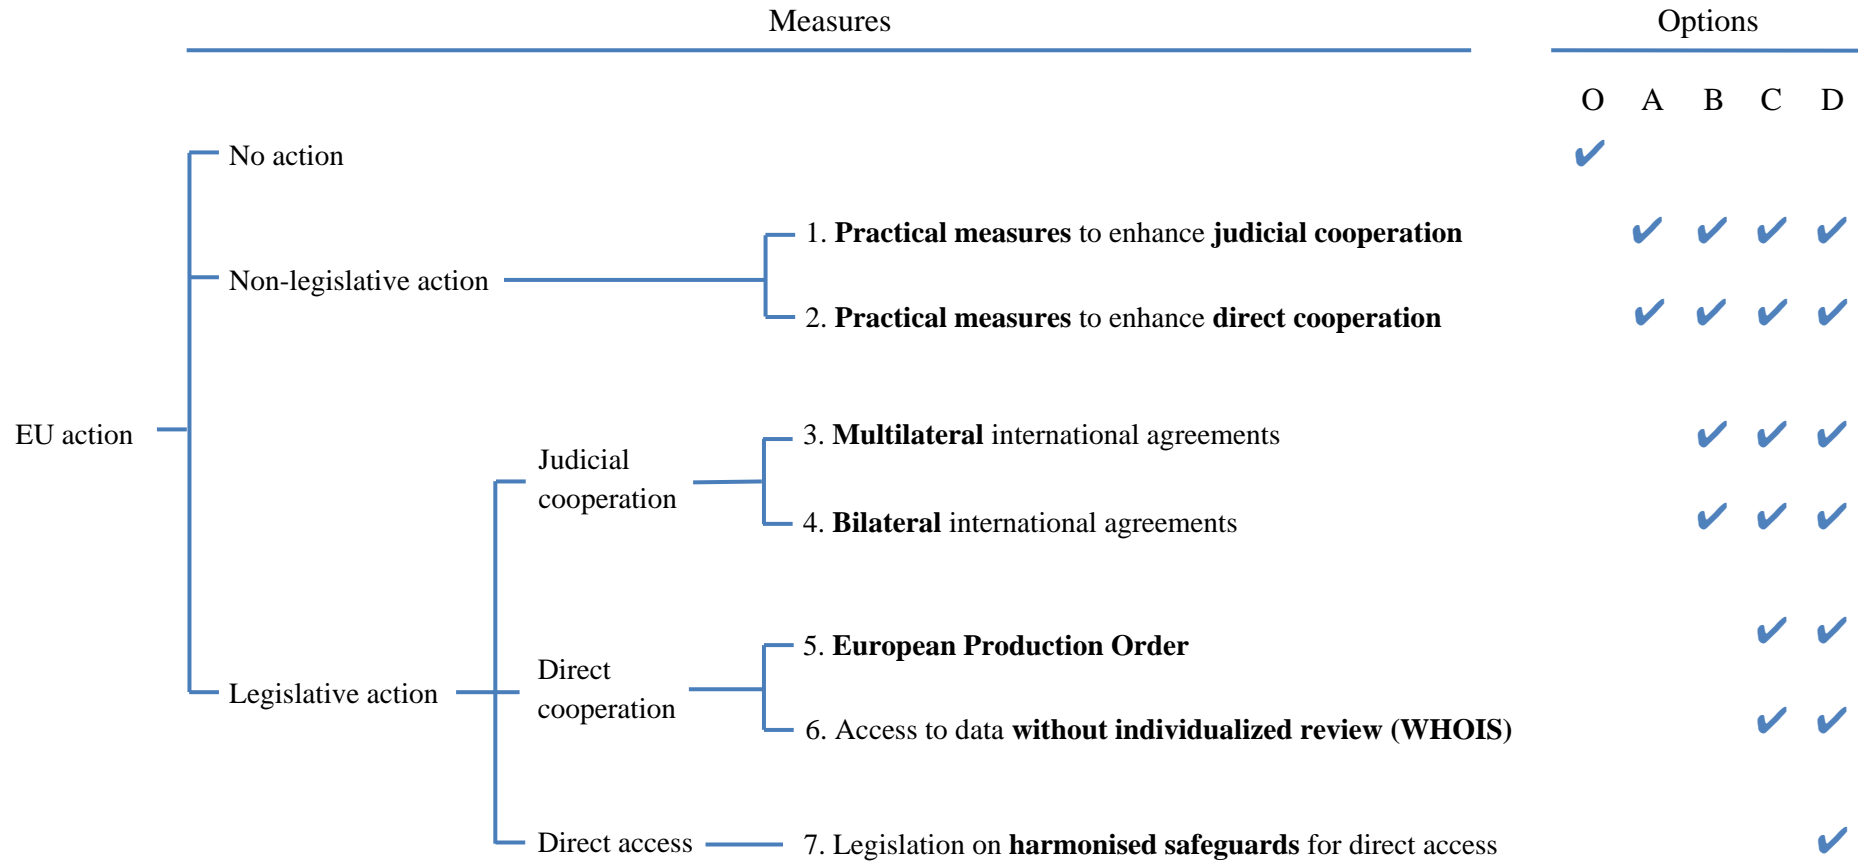 Measures Options
O A B C D
No action ✔
1. Practical measures to enhance judicial cooperation ✔ ✔ ✔ ✔
Non-legislative action
2. Practical measures to enhance direct cooperation ✔ ✔ ✔ ✔
EU action
3. Multilateral international agreements ✔ ✔ ✔
Judicial
cooperation
4. Bilateral international agreements ✔ ✔ ✔
5. European Production Order ✔ ✔
Legislative action
Direct
cooperation
6. Access to data without individualized review (WHOIS) ✔ ✔
Direct access
7. Legislation on harmonised safeguards for direct access ✔